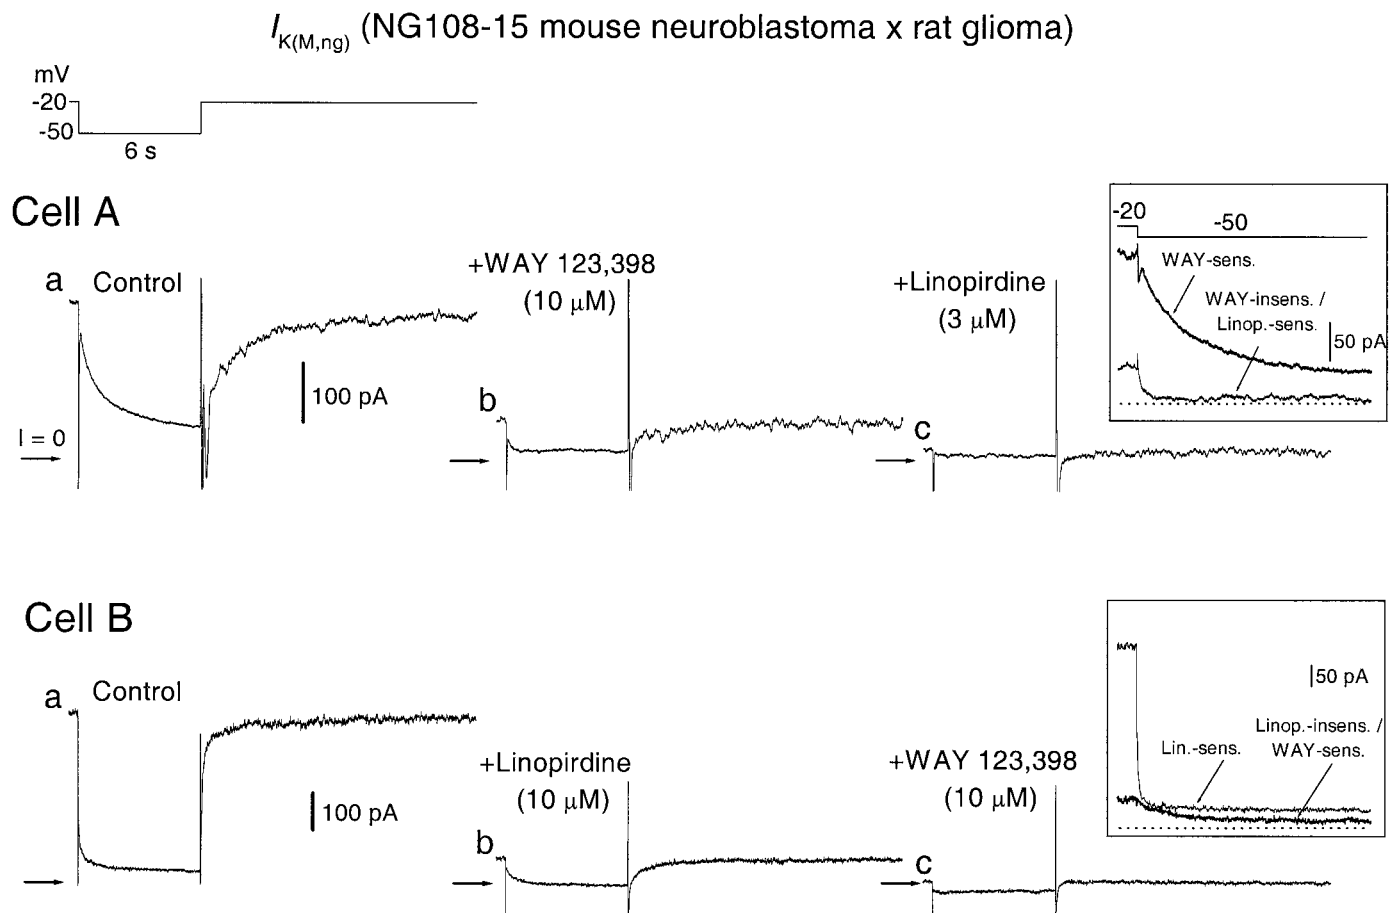 I K(M,ng) (NG108-15 mouse neuroblastoma x rat glioma)
mV
-20
-50
6 s
Cell A
a
Control
100 pA
I = 0
b
+WAY 123,398
(10 μM)
c
+Linopirdine
(3 μM)
-20
-50
WAY-sens.
WAY-insens. /
Linop.-sens.
50 pA
Cell B
a
Control
100 pA
b
+Linopirdine
(10 μM)
c
+WAY 123,398
(10 μM)
50 pA
Lin.-sens.
Linop.-insens. /
WAY-sens.